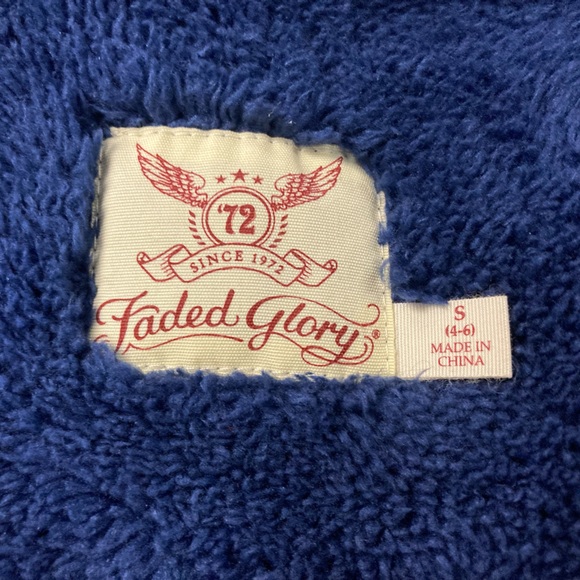 '72
SINCE 1972
Faded Glory®
S
(4-6)
MADE IN
CHINA